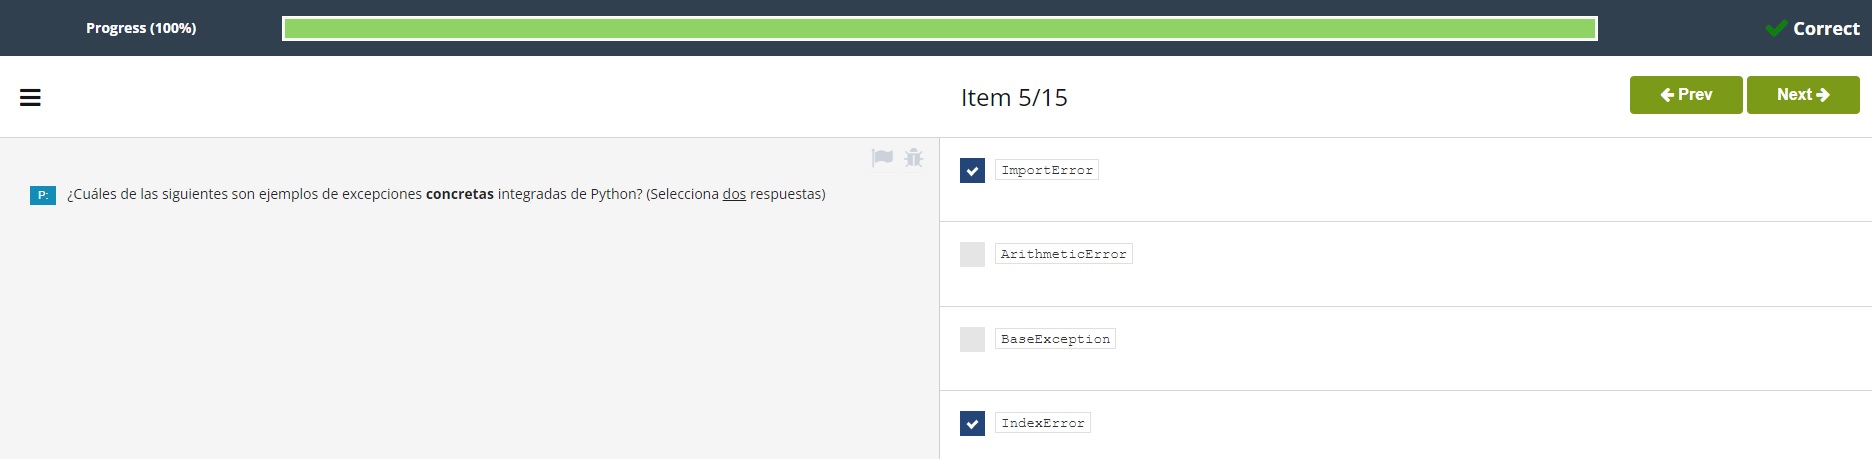 Progress (100%)
Correct
Item 5/15
Prev
Next
P: ¿Cuáles de las siguientes son ejemplos de excepciones concretas integradas de Python? (Selecciona dos respuestas)
ImportError
ArithmeticError
BaseException
IndexError